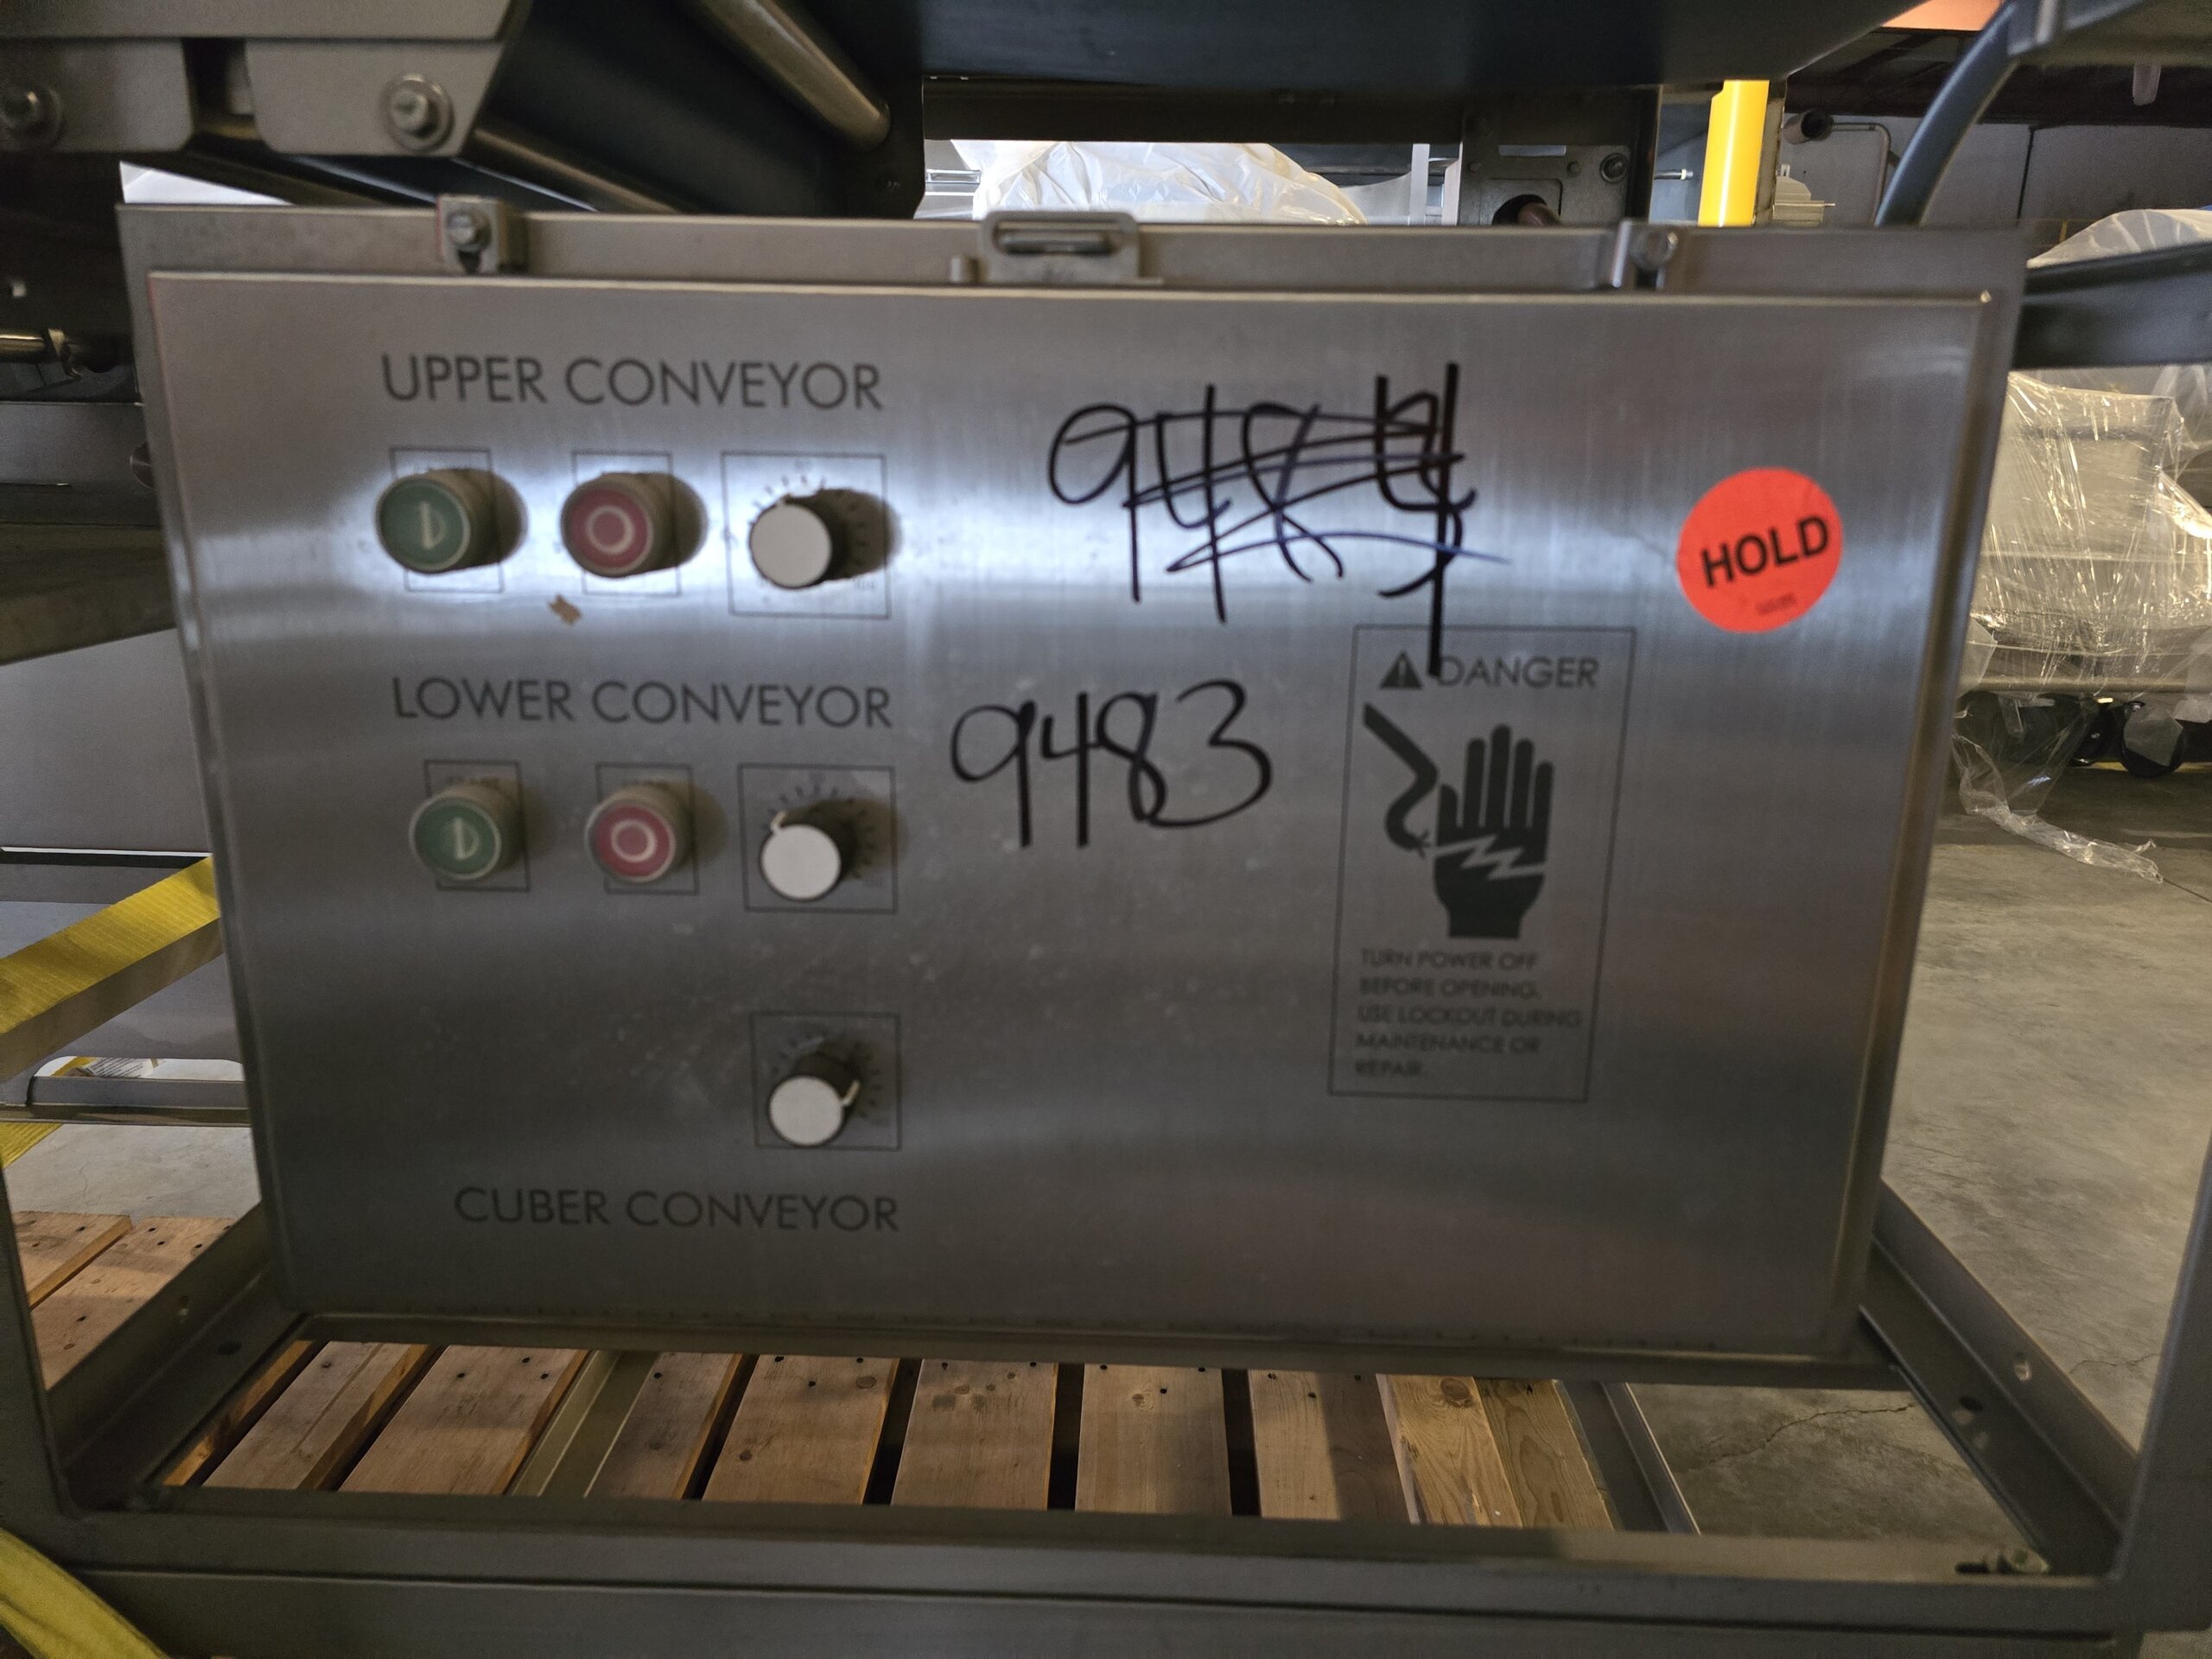 UPPER CONVEYOR
HOLD
LOWER CONVEYOR
9483
DANGER
TURN POWER OFF
BEFORE OPENING.
USE LOCKOUT DURING
MAINTENANCE OR
REPAIR.
CUBER CONVEYOR